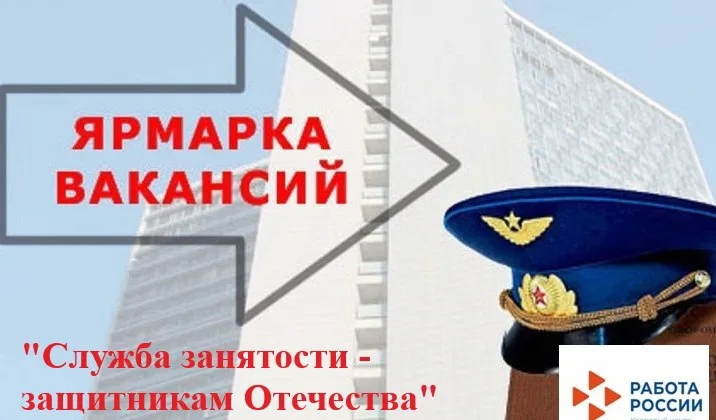 ЯРМАРКА
ВАКАНСИЙ
"Служба занятости -
защитникам Отечества"
РАБОТА
РОССИИ